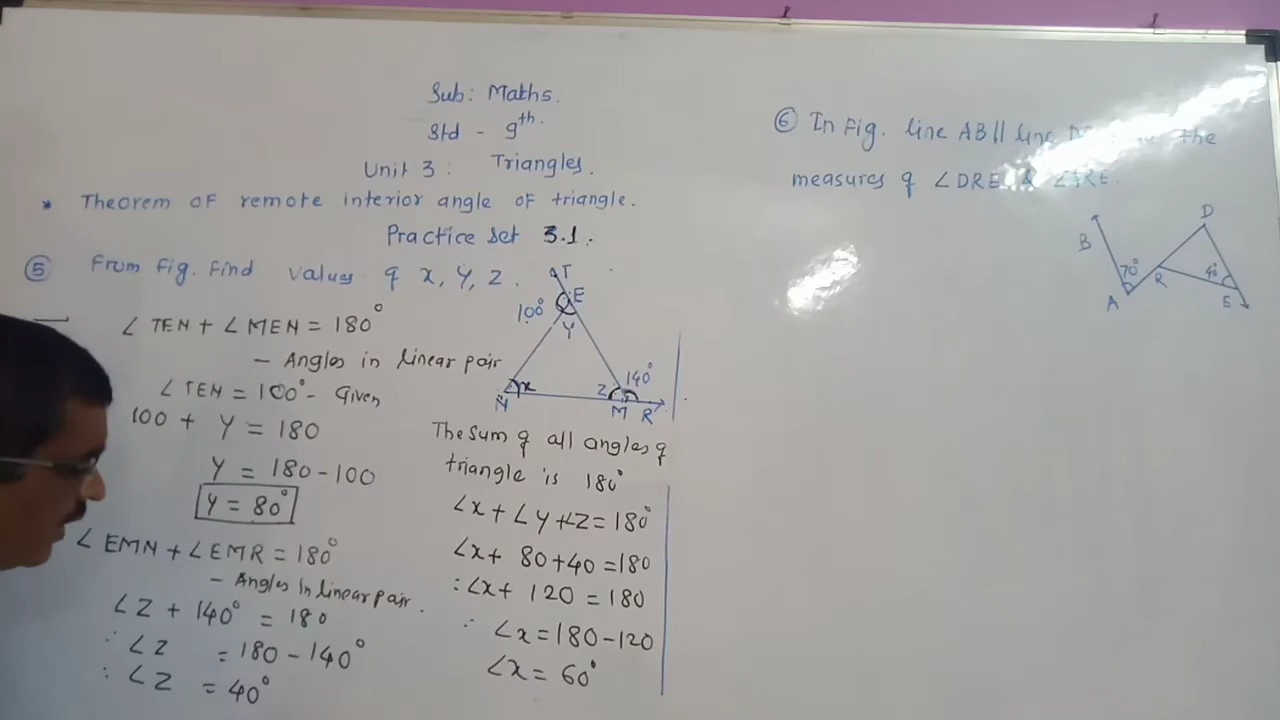 Sub: Maths.
Std - 9th.
Unit 3 : Triangles.
* Theorem OF remote interior angle OF triangle.
Practice Set 3.1.
⑤ From Fig. Find values of x, y, z.
∠TEN + ∠MEN = 180°
- Angles in linear pair
∠TEN = 100° - Given
100 + y = 180
y = 180 - 100
y = 80°
∠EMN + ∠EMR = 180°
- Angles in linear pair.
∠Z + 140° = 180
∴ ∠Z = 180 - 140°
∴ ∠Z = 40°
T
E
100°
y
x
N
Z
140°
M
R
The sum of all angles of
triangle is 180°
∠x + ∠y + ∠z = 180°
∠x + 80 + 40 = 180
∴ ∠x + 120 = 180
∴ ∠x = 180 - 120
∠x = 60°
⑥ In Fig. line AB || line the
measures of ∠DRE &
B
D
70°
R
A
E